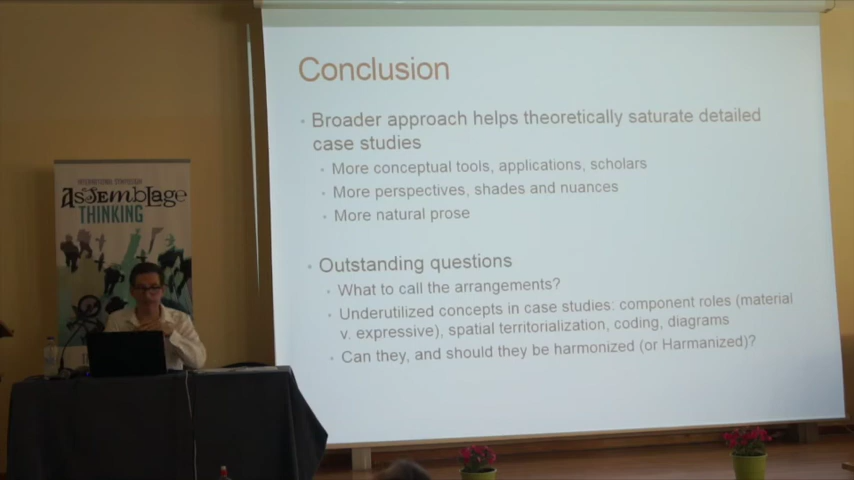 Conclusion
Broader approach helps theoretically saturate detailed
case studies
More conceptual tools, applications, scholars
More perspectives, shades and nuances
More natural prose
Outstanding questions
What to call the arrangements?
Underutilized concepts in case studies: component roles (material
v. expressive), spatial territorialization, coding, diagrams
Can they, and should they be harmonized (or Harmanized)?
INTERNATIONAL SYMPOSIUM
AssEmblage
THINKING